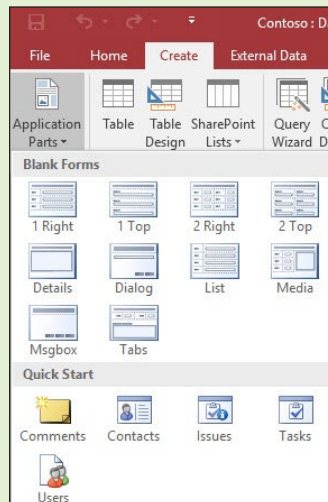 Contoso : D
File Home Create External Data
Application Parts
Table
Table Design
SharePoint Lists
Query Wizard
Blank Forms
1 Right 1 Top 2 Right 2 Top
Details Dialog List Media
Msgbox Tabs
Quick Start
Comments Contacts Issues Tasks
Users